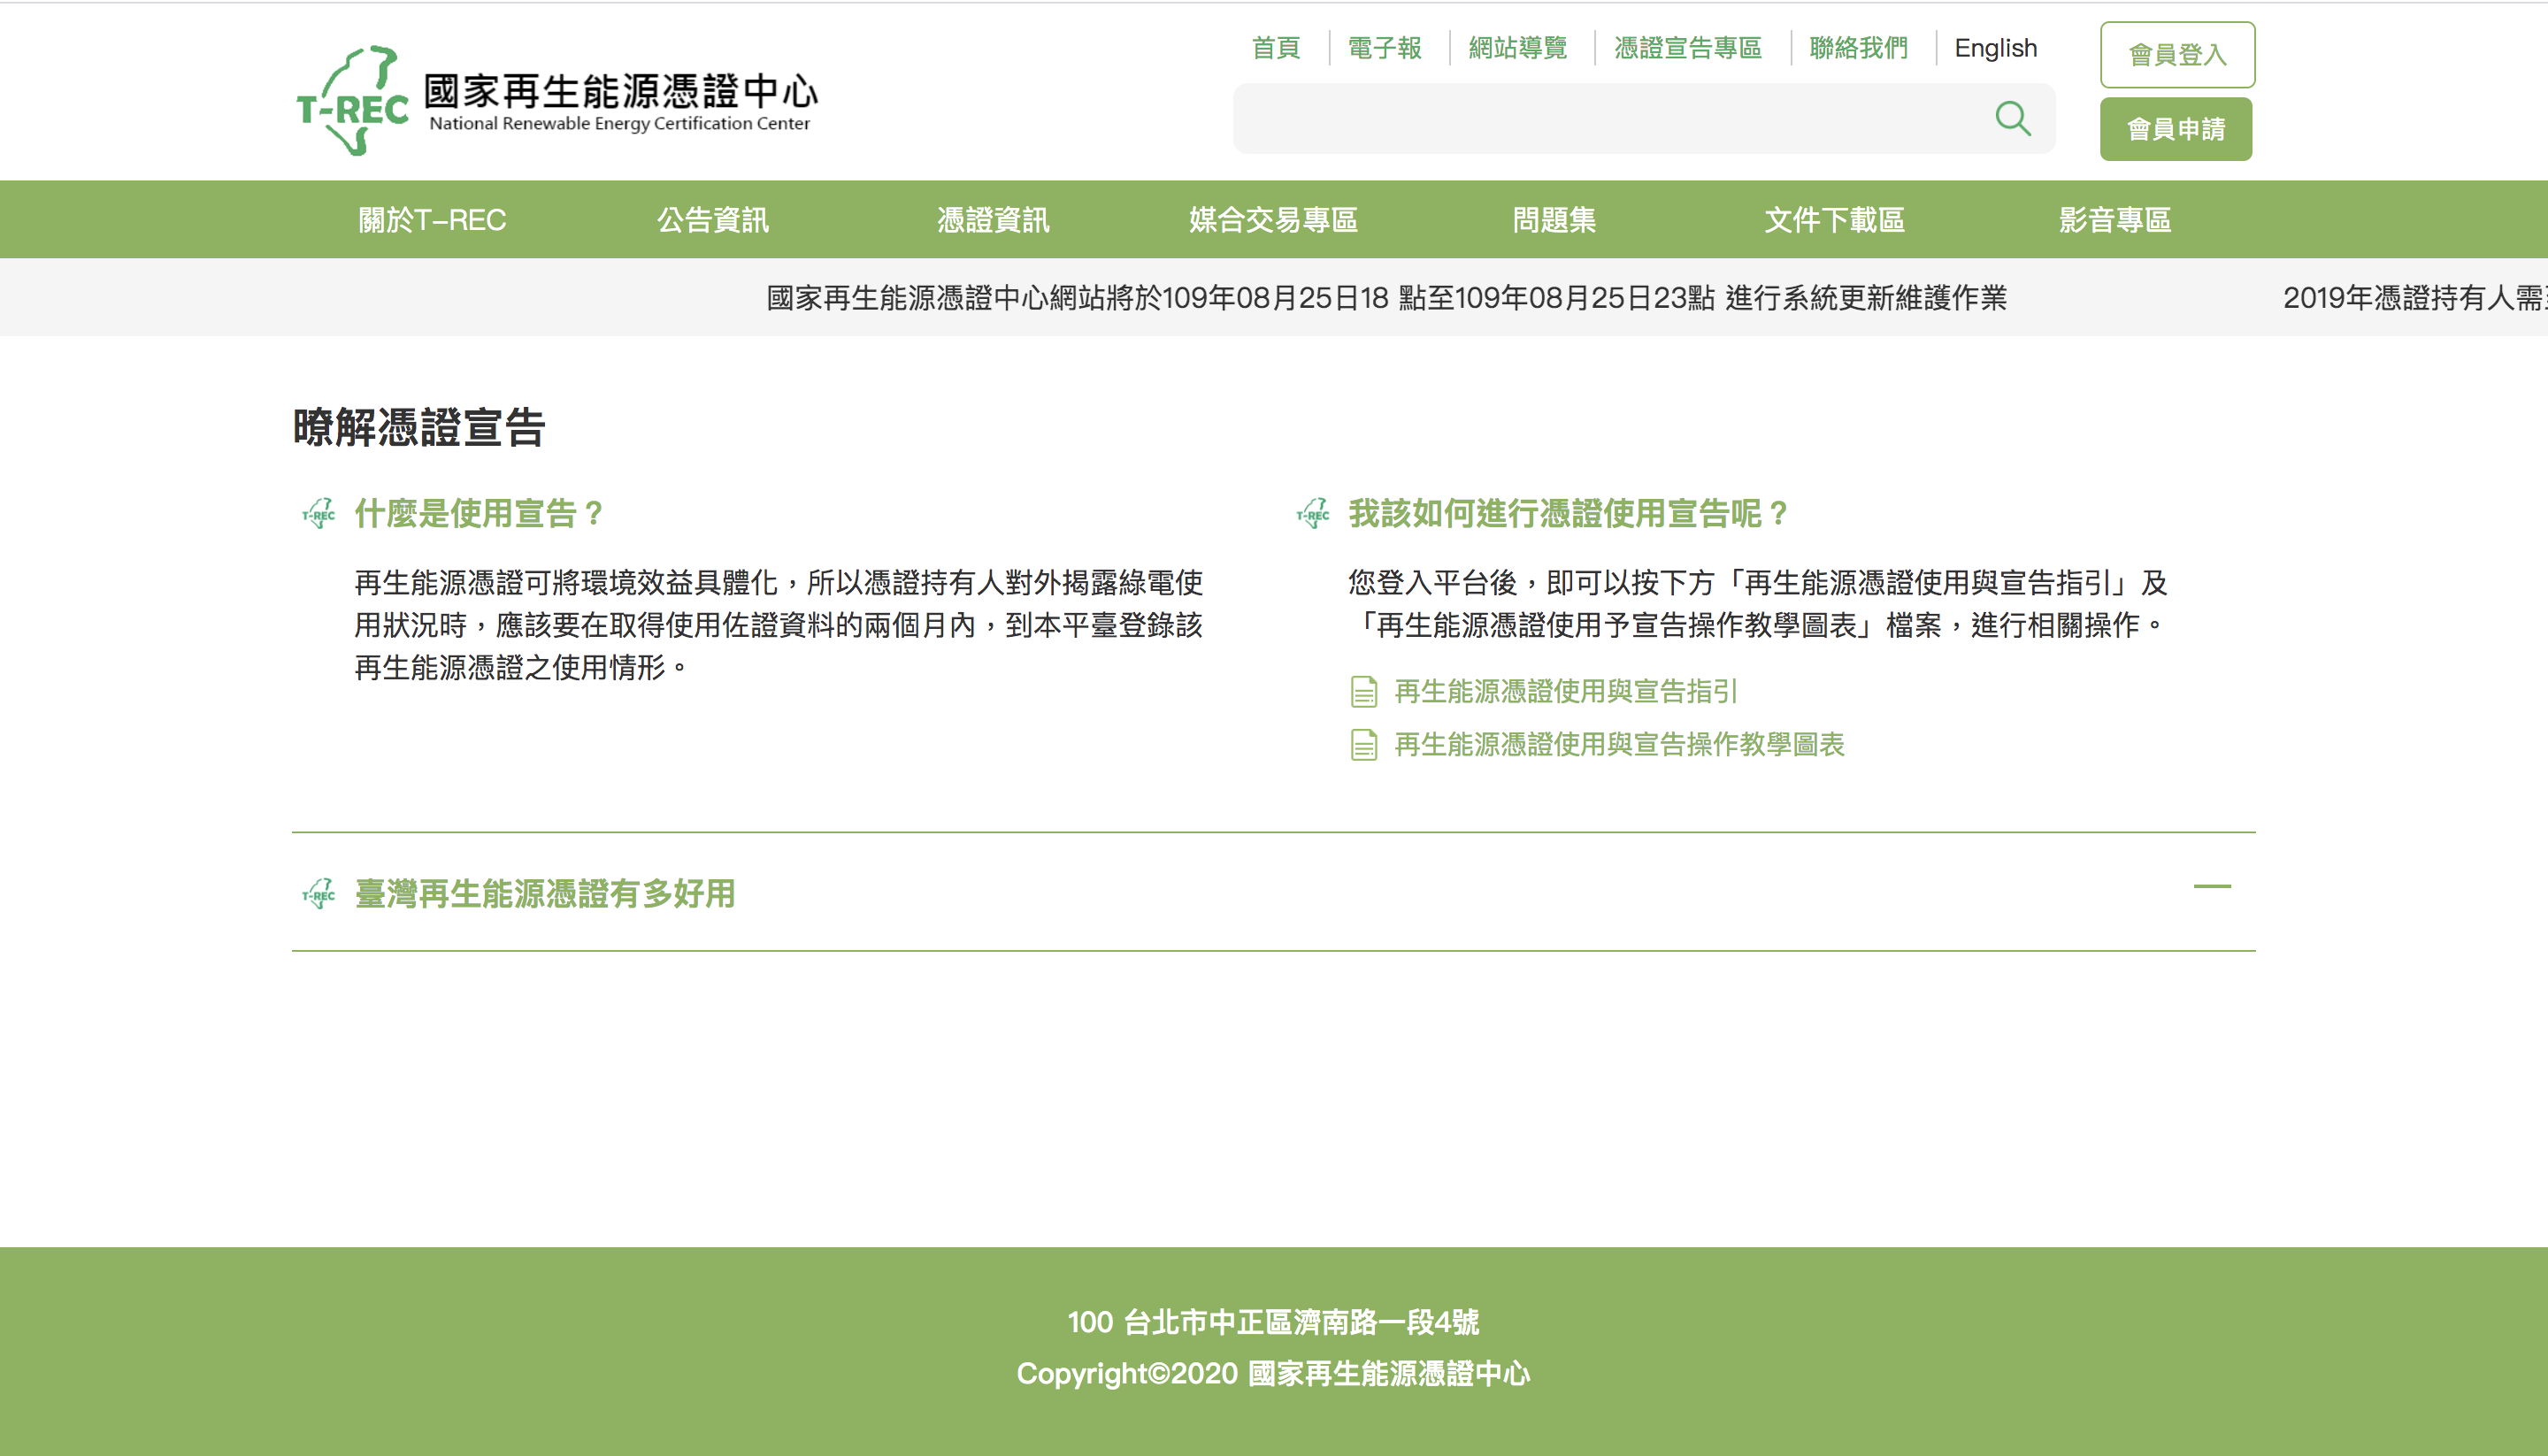 首頁
電子報
網站導覽
憑證宣告專區
聯絡我們
English
會員登入
T-REC
國家再生能源憑證中心
National Renewable Energy Certification Center
會員申請
關於T-REC
公告資訊
憑證資訊
媒合交易專區
問題集
文件下載區
影音專區
國家再生能源憑證中心網站將於109年08月25日18 點至109年08月25日23點 進行系統更新維護作業
2019年憑證持有人需
暸解憑證宣告
T-REC
什麼是使用宣告？
再生能源憑證可將環境效益具體化，所以憑證持有人對外揭露綠電使
用狀況時，應該要在取得使用佐證資料的兩個月內，到本平臺登錄該
再生能源憑證之使用情形。
T-REC
我該如何進行憑證使用宣告呢？
您登入平台後，即可以按下方「再生能源憑證使用與宣告指引」及
「再生能源憑證使用予宣告操作教學圖表」檔案，進行相關操作。
再生能源憑證使用與宣告指引
再生能源憑證使用與宣告操作教學圖表
T-REC
臺灣再生能源憑證有多好用
100 台北市中正區濟南路一段4號
Copyright©2020 國家再生能源憑證中心